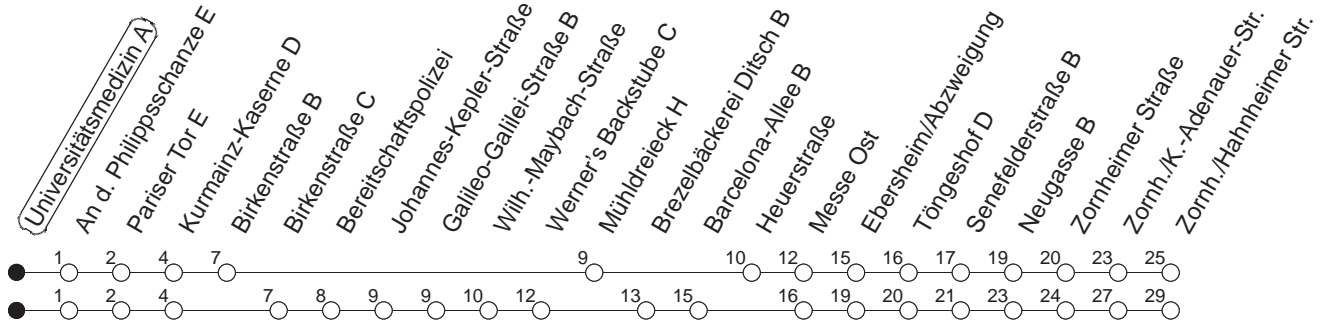 Universitätsmedizin A
An d. Philippsschanze E
Pariser Tor E
Kurmainz-Kaserne D
Birkenstraße B
Birkenstraße C
Bereitschaftspolizei
Johannes-Kepler-Straße
Galileo-Galilei-Straße B
Wilh.-Maybach-Straße
Werner's Backstube C
Mühldreieck H
Brezelbäckerei Ditsch B
Barcelona-Allee B
Heuerstraße
Messe Ost
Ebersheim/Abzweigung
Töngeshof D
Senefelderstraße B
Neugasse B
Zornheimer Straße
Zornh./K.-Adenauer-Str.
Zornh./Hahnheimer Str.
1 2 4 7 9 10 12 15 16 17 19 20 23 25
1 2 4 7 8 9 9 10 12 13 15 16 19 20 21 23 24 27 29